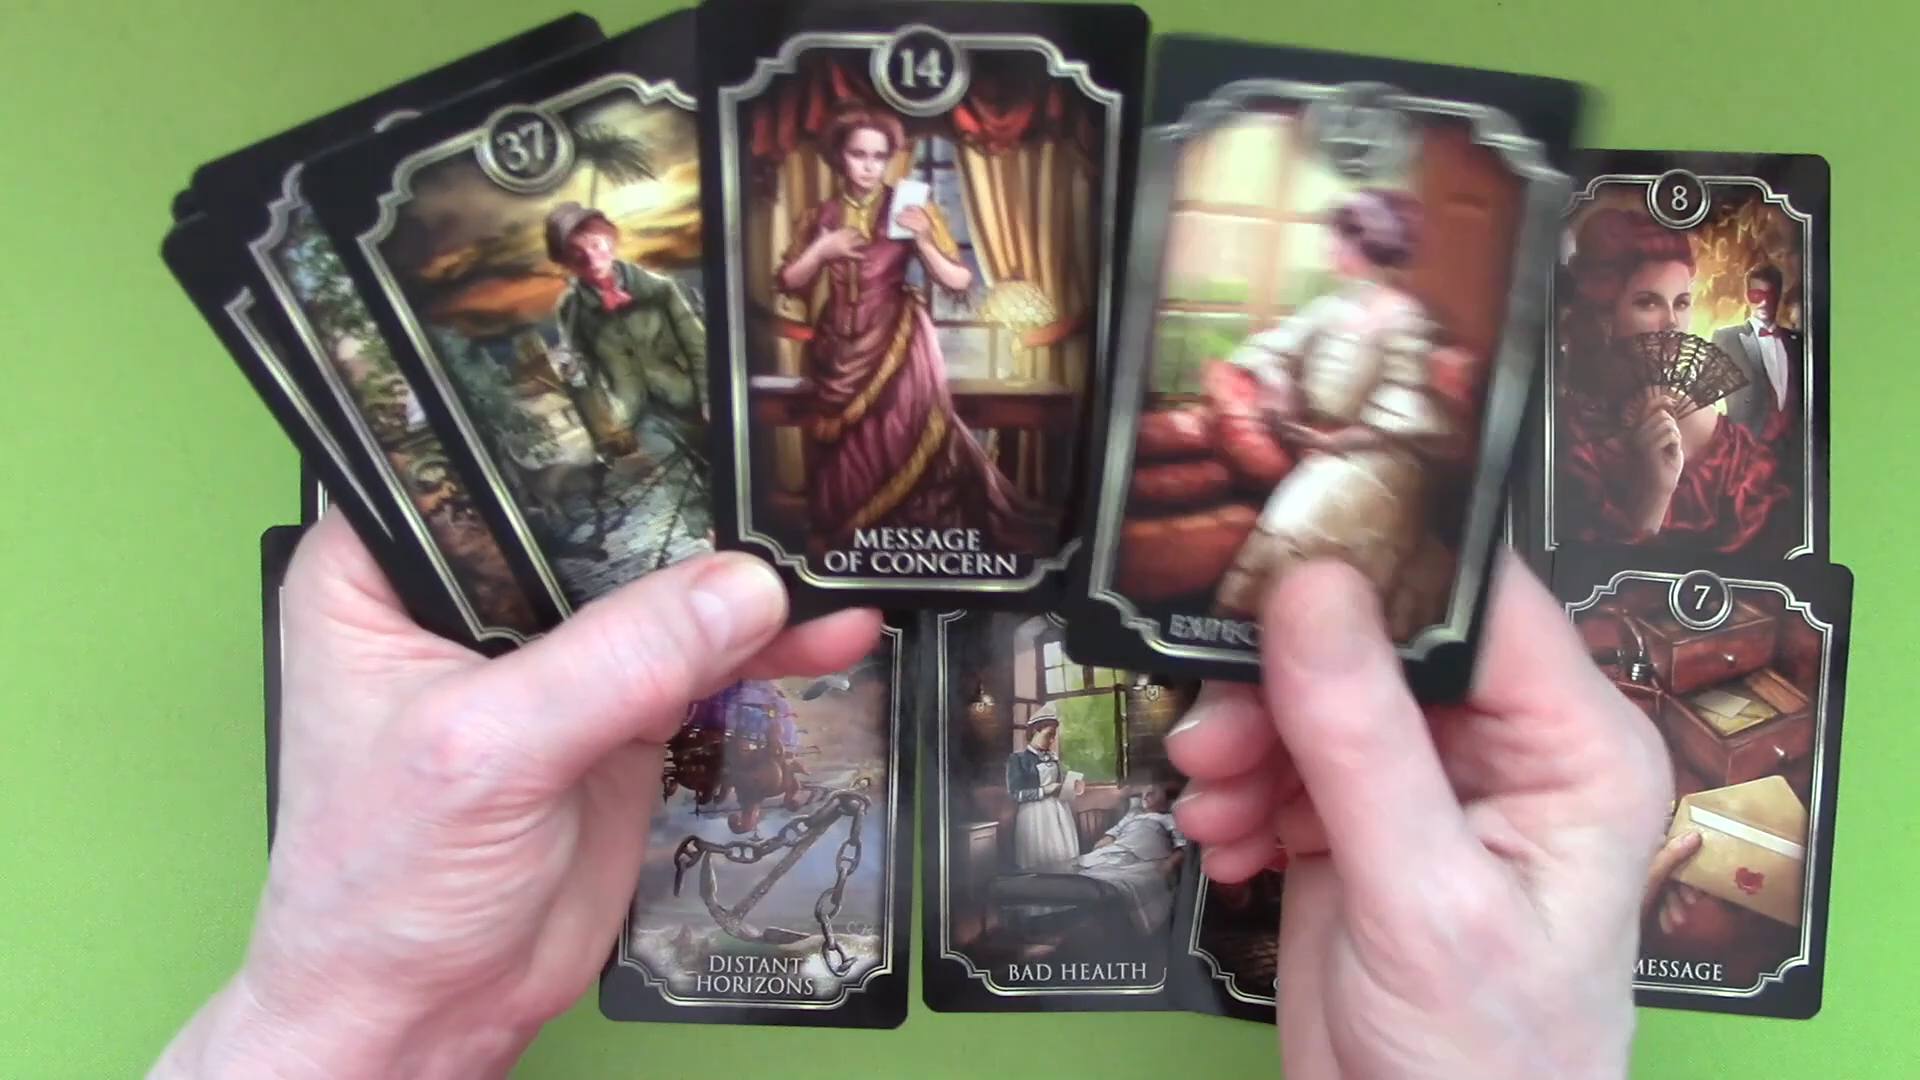 14
37
8
MESSAGE
OF CONCERN
7
DISTANT
HORIZONS
BAD HEALTH
MESSAGE